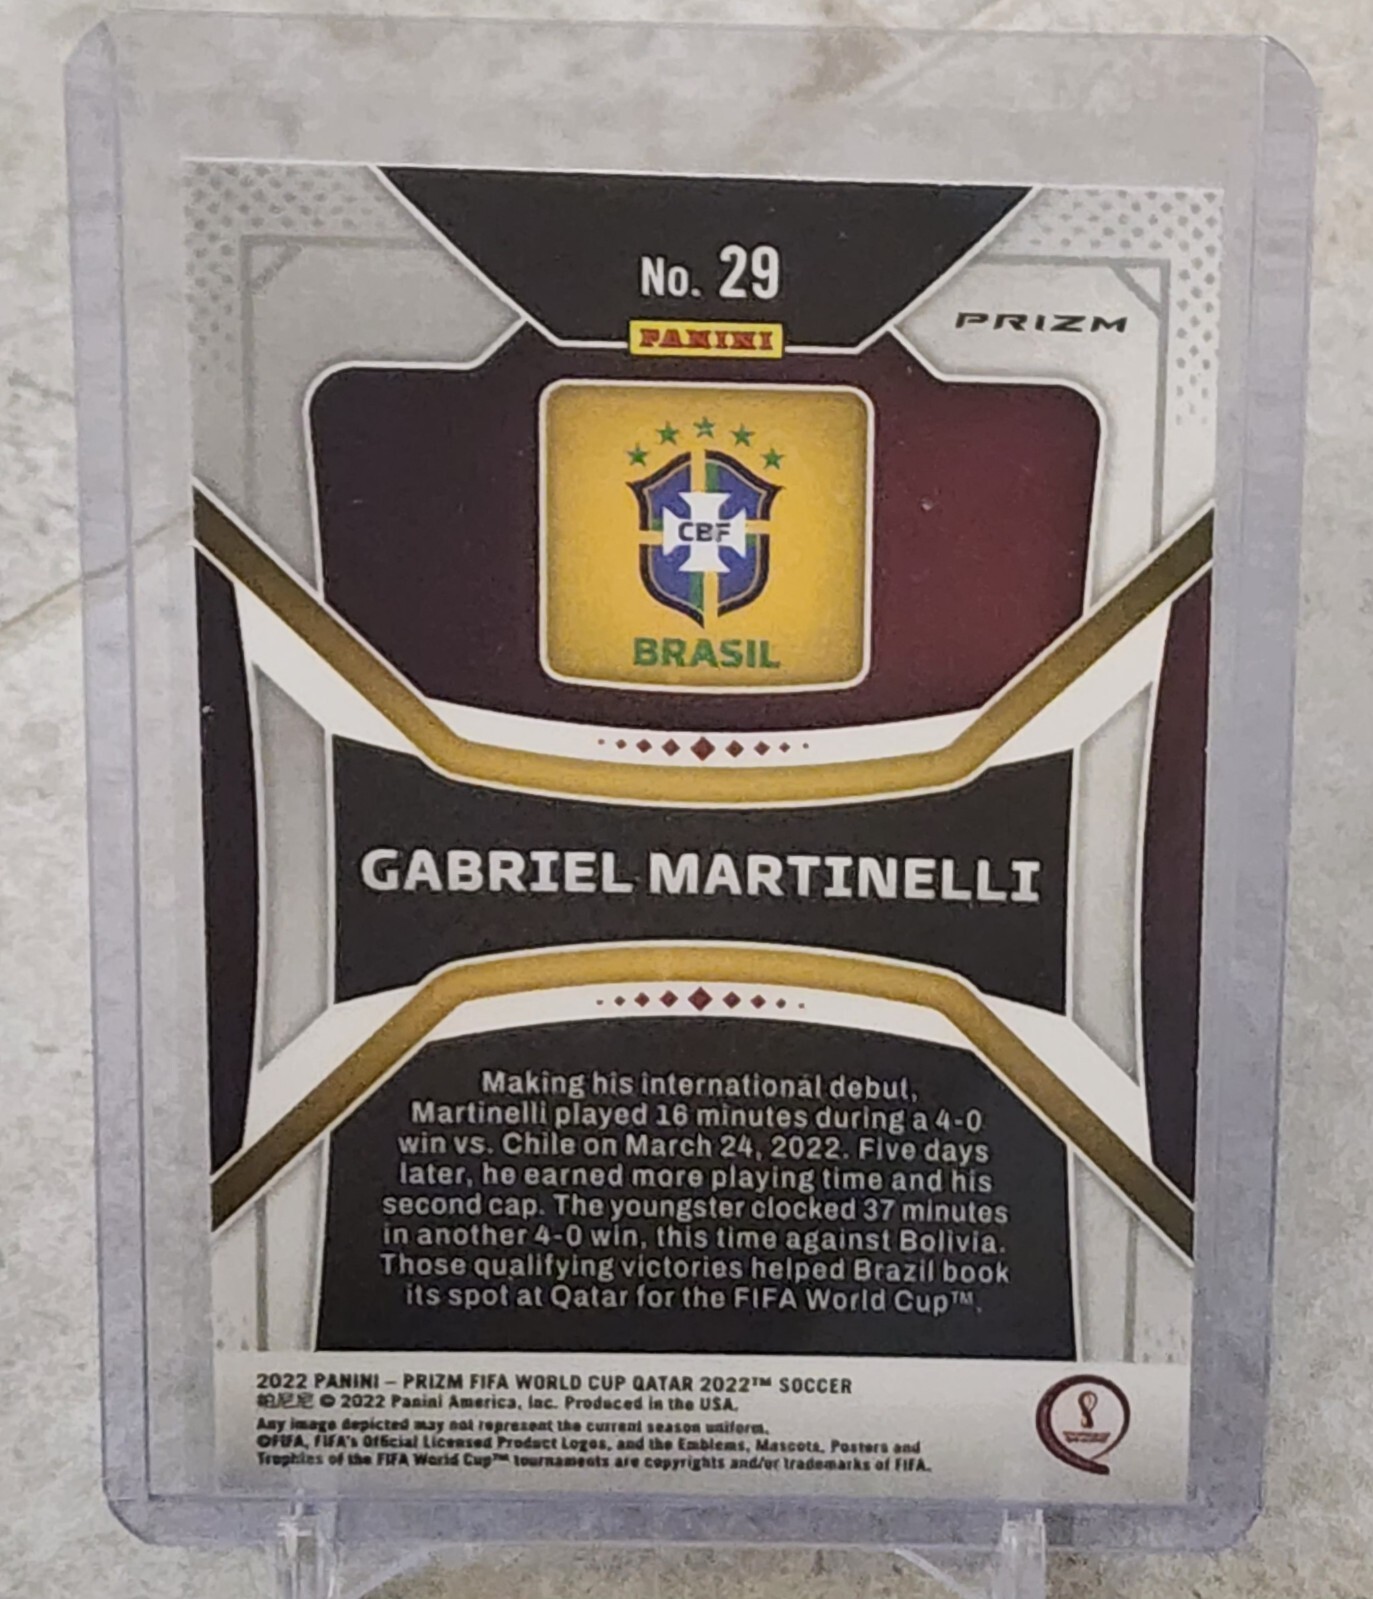 No. 29
PANINI
PRIZM
CBF
BRASIL
GABRIEL MARTINELLI
Making his international debut,
Martinelli played 16 minutes during a 4-0
win vs. Chile on March 24, 2022. Five days
later, he earned more playing time and his
second cap. The youngster clocked 37 minutes
in another 4-0 win, this time against Bolivia.
Those qualifying victories helped Brazil book
its spot at Qatar for the FIFA World Cup™.
2022 PANINI – PRIZM FIFA WORLD CUP QATAR 2022™ SOCCER
帕尼尼 © 2022 Panini America, Inc. Produced in the USA.
Any image depicted may not represent the current season uniform.
©FIFA, FIFA's Official Licensed Product Logos, and the Emblems, Mascots, Posters and
Trophies of the FIFA World Cup™ tournaments are copyrights and/or trademarks of FIFA.